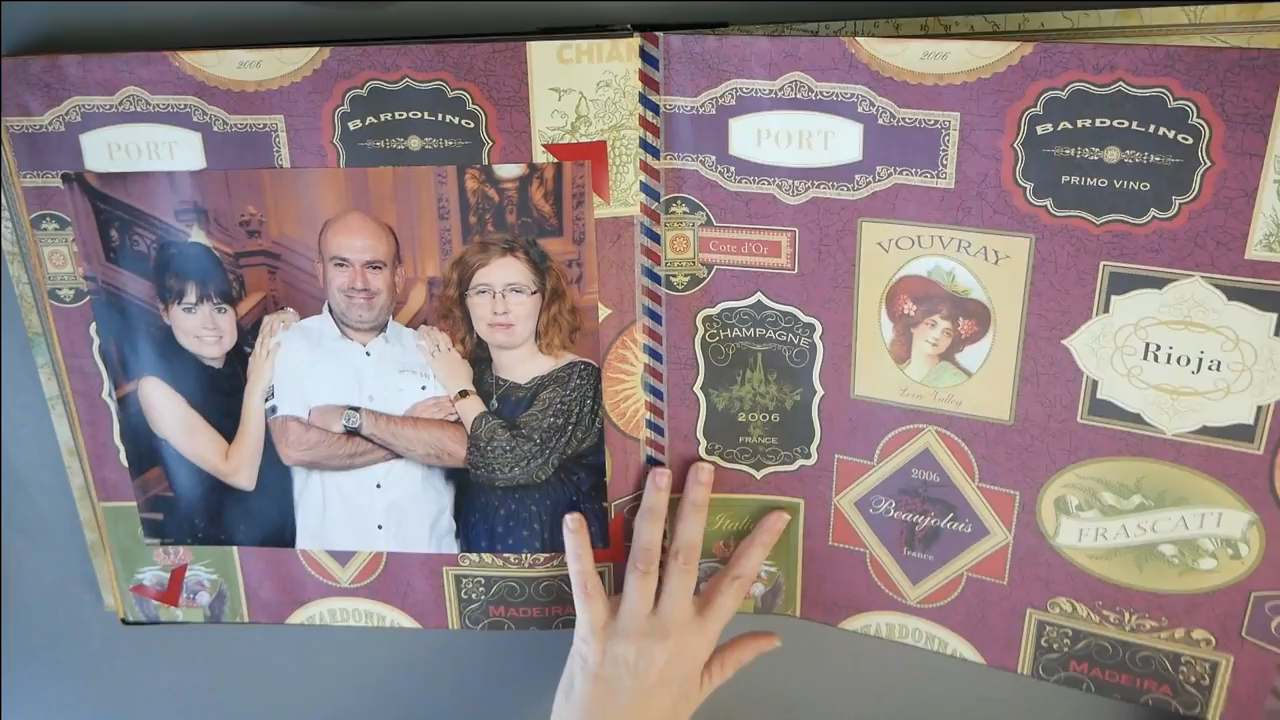 2006
CHIAN
PORT
BARDOLINO
2006
PORT
BARDOLINO
PRIMO VINO
Cote d'Or
VOUVRAY
Loire Valley
CHAMPAGNE
2006
FRANCE
Rioja
2006
Beaujolais
france
FRASCATI
Italia
MADEIRA
CHARDONNA
HARDONNA
MADEIRA